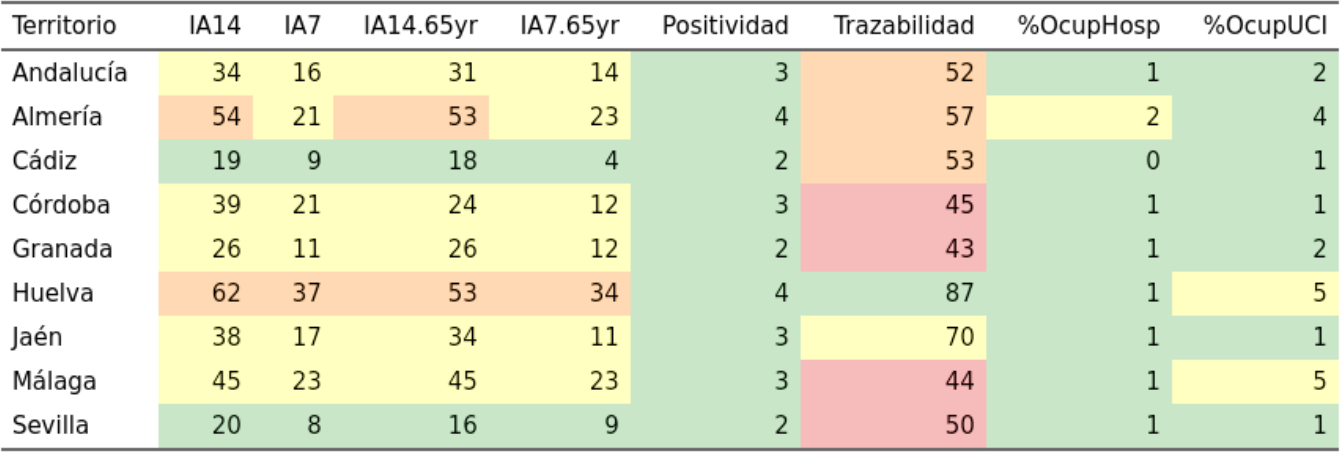 Territorio IA14 IA7 IA14.65yr IA7.65yr Positividad Trazabilidad %OcupHosp %OcupUCI
Andalucía 34 16 31 14 3 52 1 2
Almería 54 21 53 23 4 57 2 4
Cádiz 19 9 18 4 2 53 0 1
Córdoba 39 21 24 12 3 45 1 1
Granada 26 11 26 12 2 43 1 2
Huelva 62 37 53 34 4 87 1 5
Jaén 38 17 34 11 3 70 1 1
Málaga 45 23 45 23 3 44 1 5
Sevilla 20 8 16 9 2 50 1 1